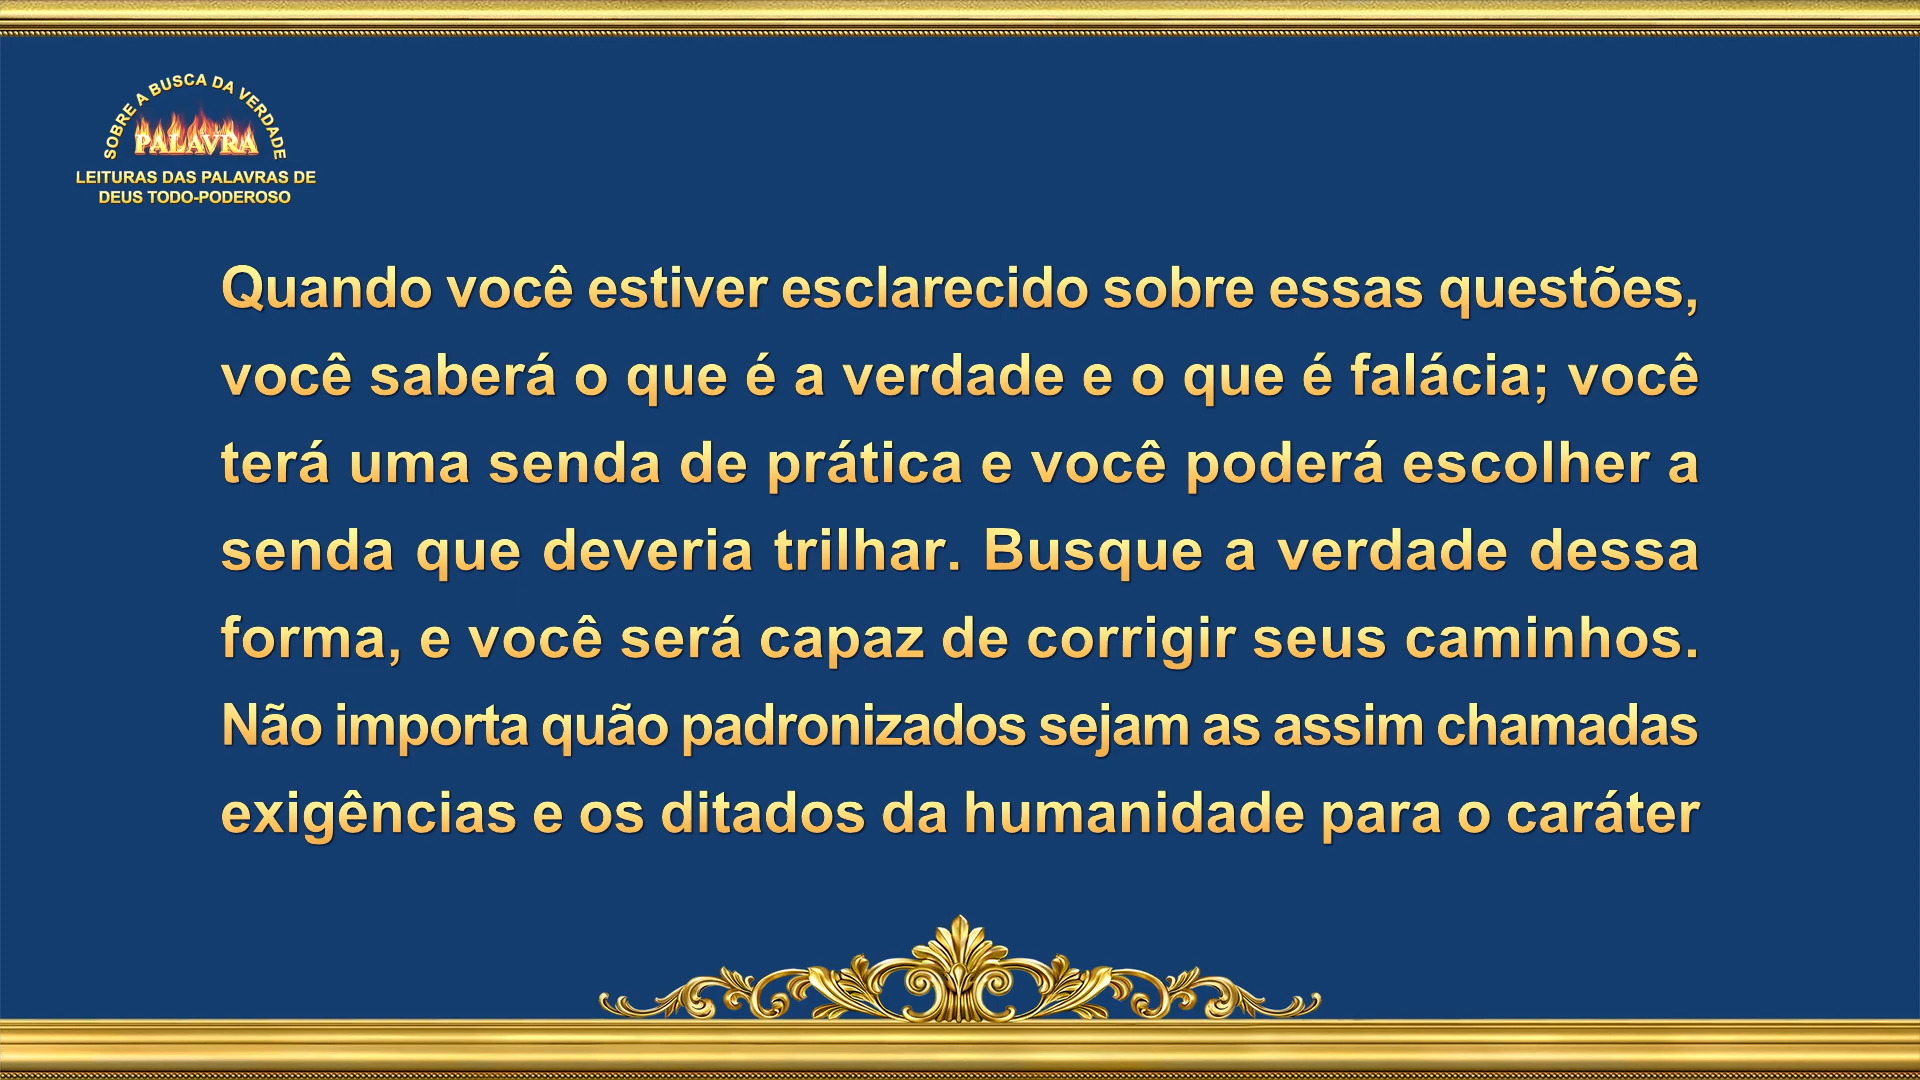 SOBRE A BUSCA DA VERDADE
PALAVRA
LEITURAS DAS PALAVRAS DE
DEUS TODO-PODEROSO
Quando você estiver esclarecido sobre essas questões,
você saberá o que é a verdade e o que é falácia; você
terá uma senda de prática e você poderá escolher a
senda que deveria trilhar. Busque a verdade dessa
forma, e você será capaz de corrigir seus caminhos.
Não importa quão padronizados sejam as assim chamadas
exigências e os ditados da humanidade para o caráter